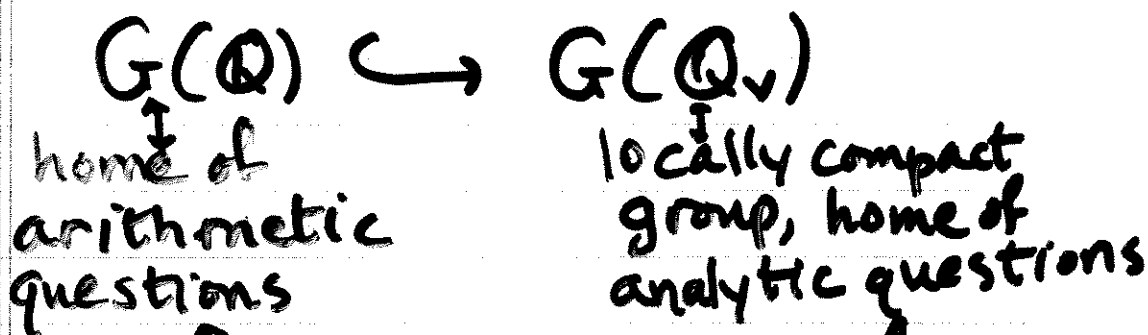 G(ℚ) ↪ G(ℚᵥ)
home of locally compact
arithmetic group, home of
questions analytic questions